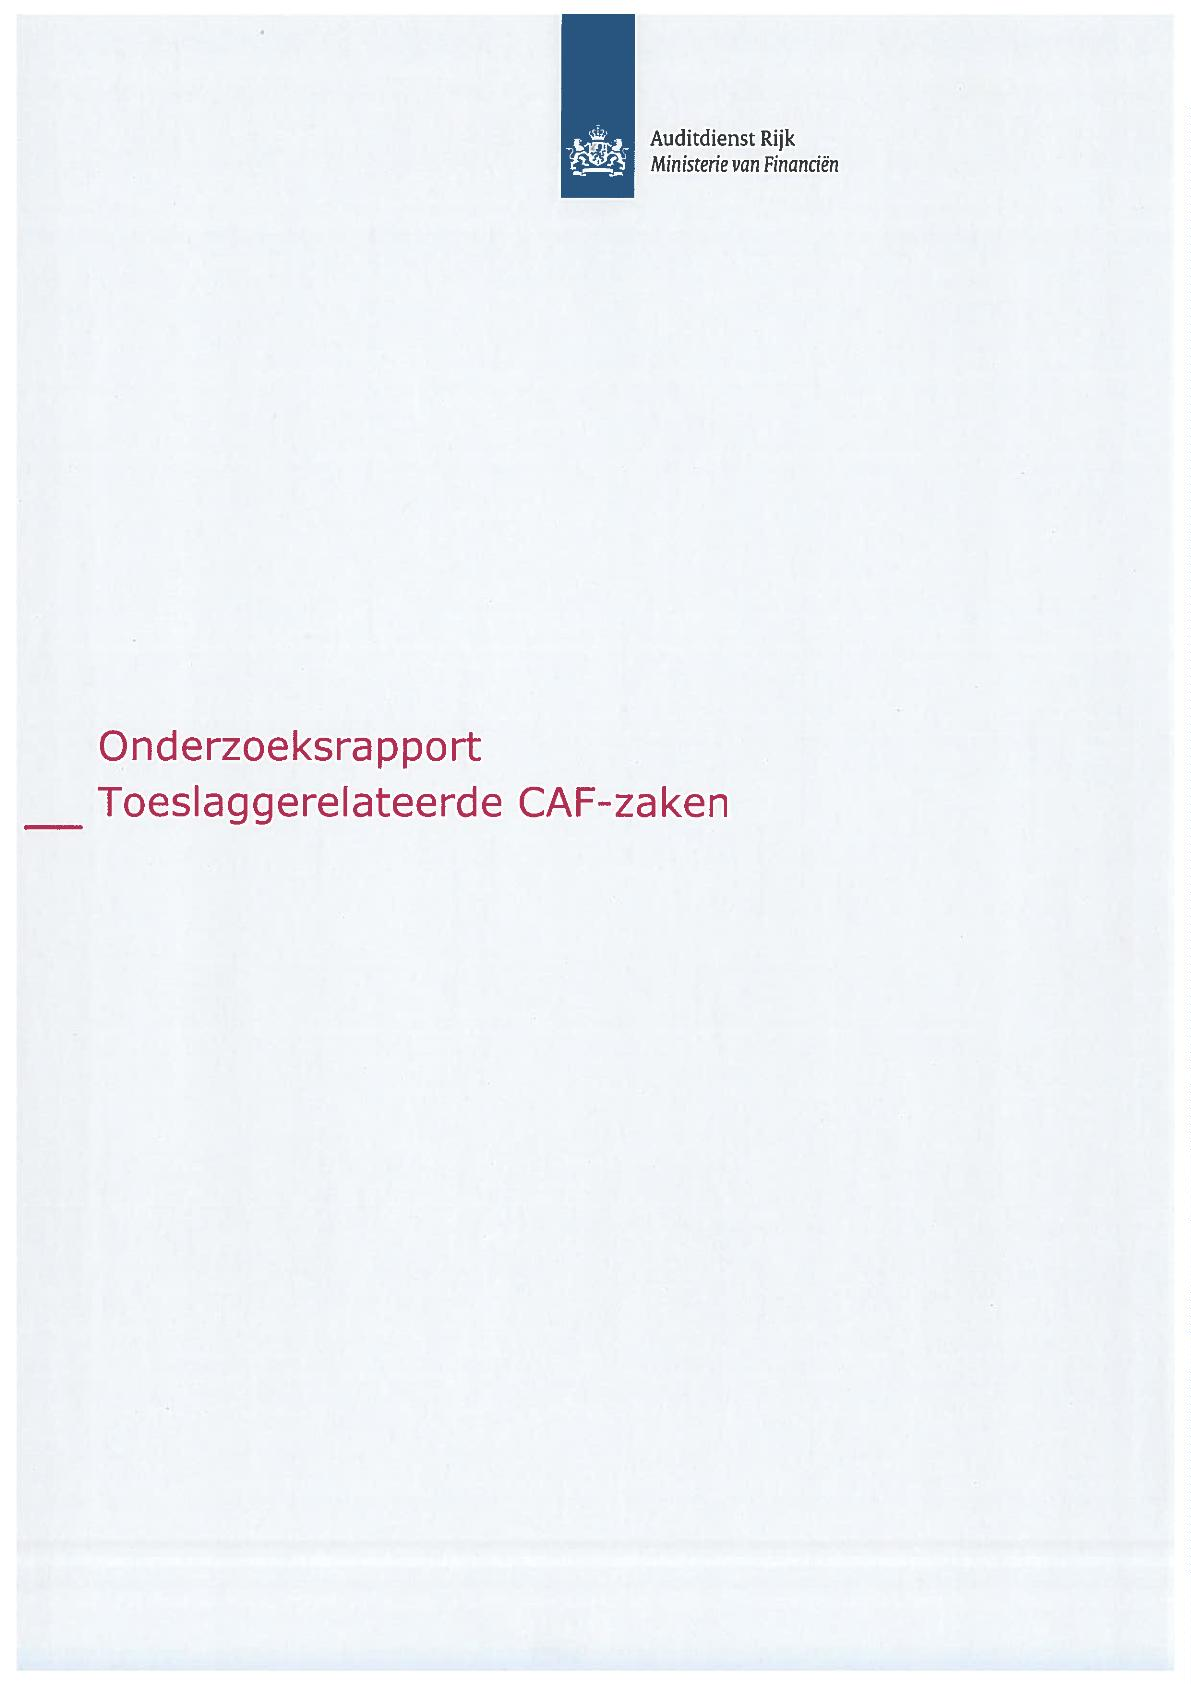 Auditdienst Rijk
Ministerie van Financiën
Onderzoeksrapport
Toeslaggerelateerde CAF-zaken